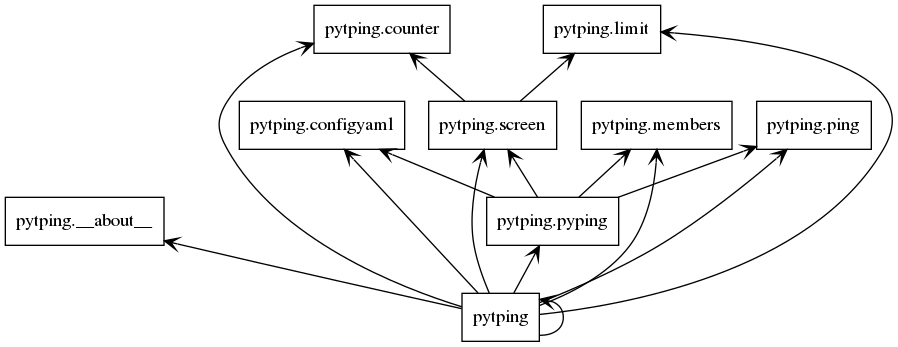 pytping.counter
pytping.limit
pytping.configyaml
pytping.screen
pytping.members
pytping.ping
pytping.__about__
pytping.pyping
pytping